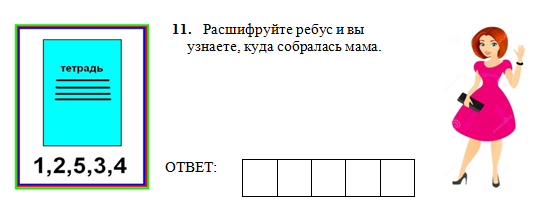 11. Расшифруйте ребус и вы
узнаете, куда собралась мама.
тетрадь
1,2,5,3,4
ОТВЕТ: